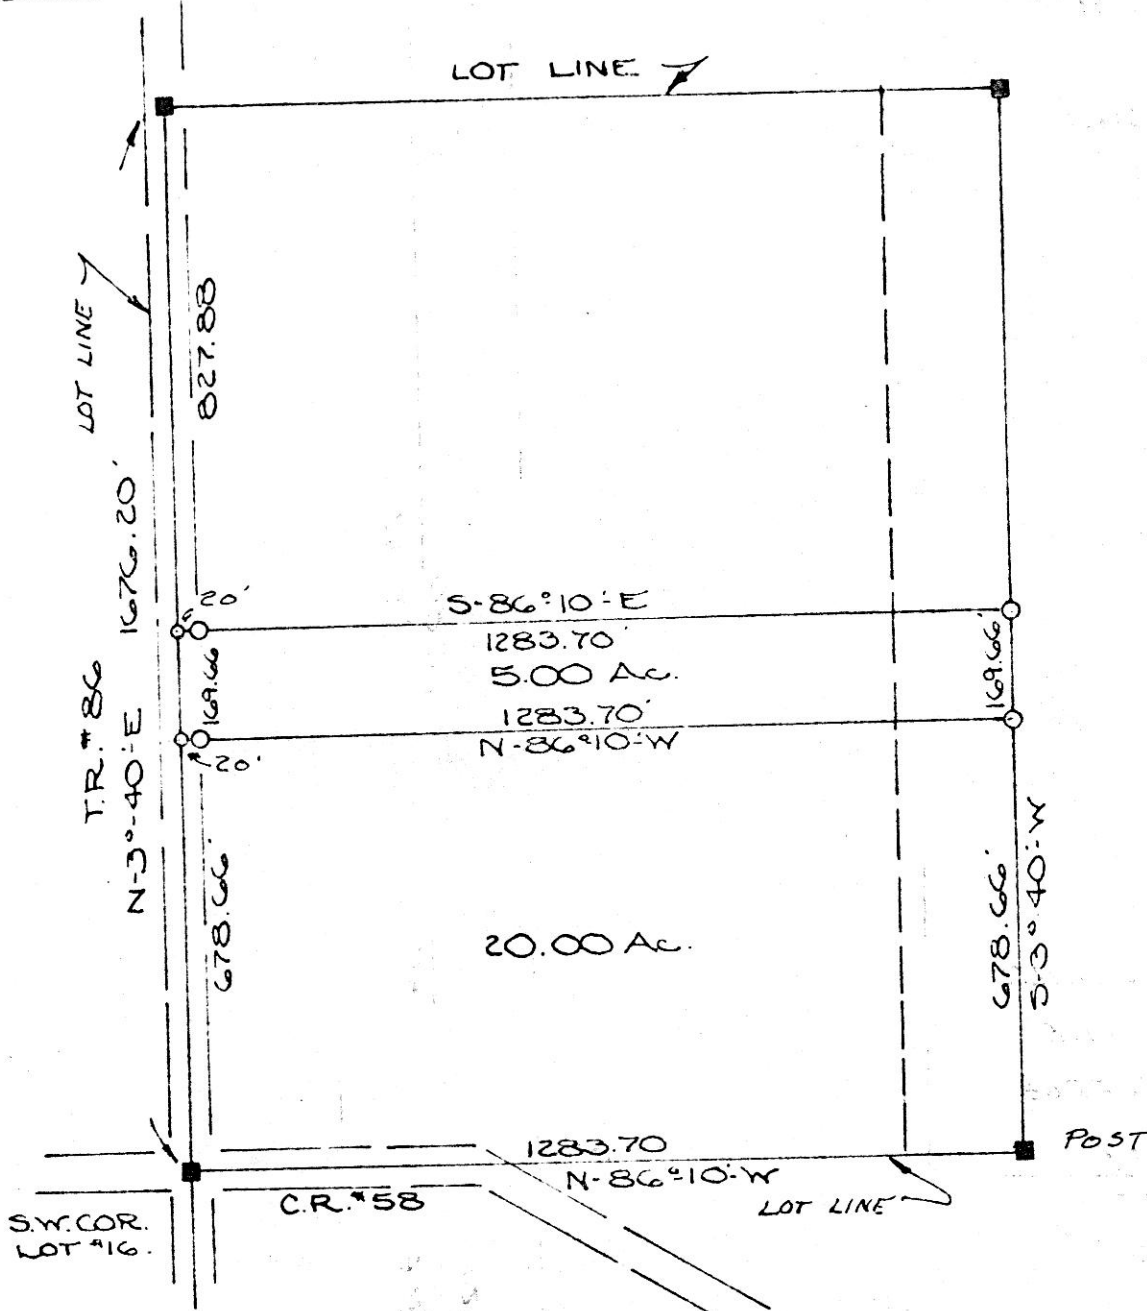 LOT LINE
LOT LINE
827.88
N-3°-40'-E 1676.20'
T.R. #86
20'
S-86°10'-E
1283.70'
5.00 Ac.
1283.70'
N-86°10'-W
169.66
169.66'
20'
678.66'
20.00 Ac.
678.66'
S-3°40'-W
1283.70
N-86°-10'-W
POST
C.R. #58
LOT LINE
S.W. COR.
LOT #16.